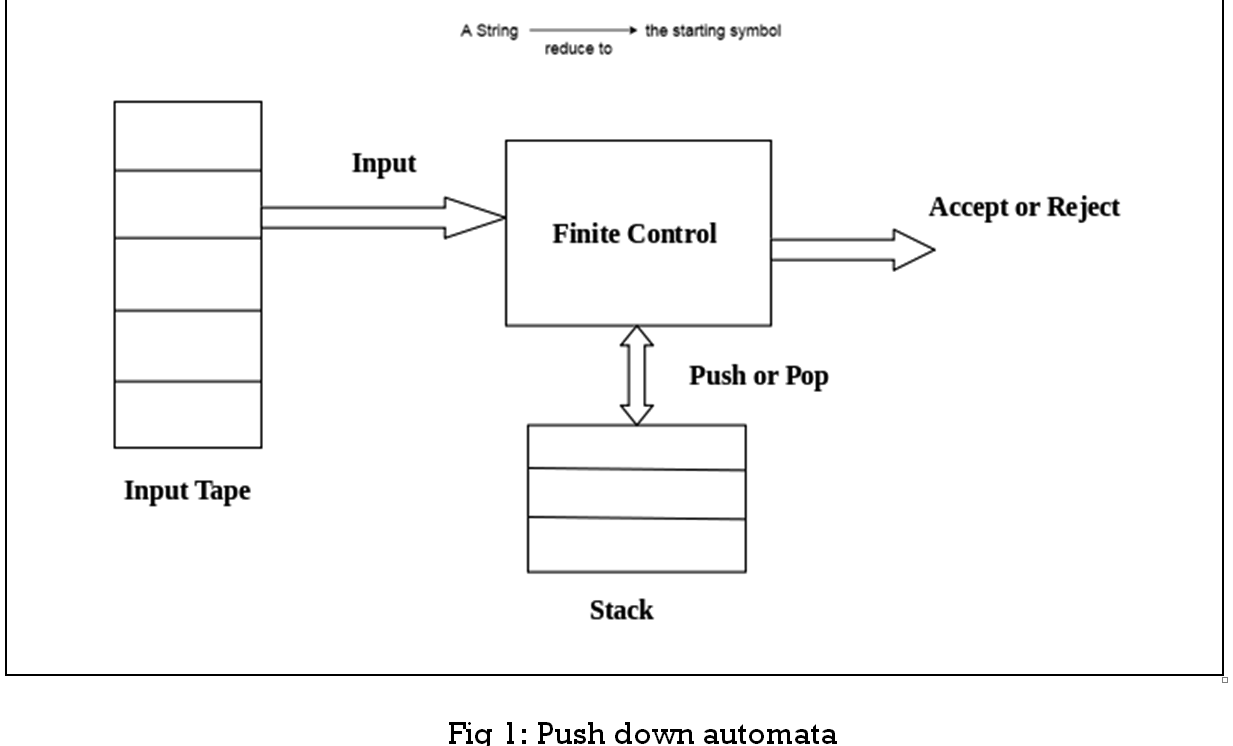 A String the starting symbol
reduce to
Input
Accept or Reject
Finite Control
Push or Pop
Input Tape
Stack
Fig 1: Push down automata